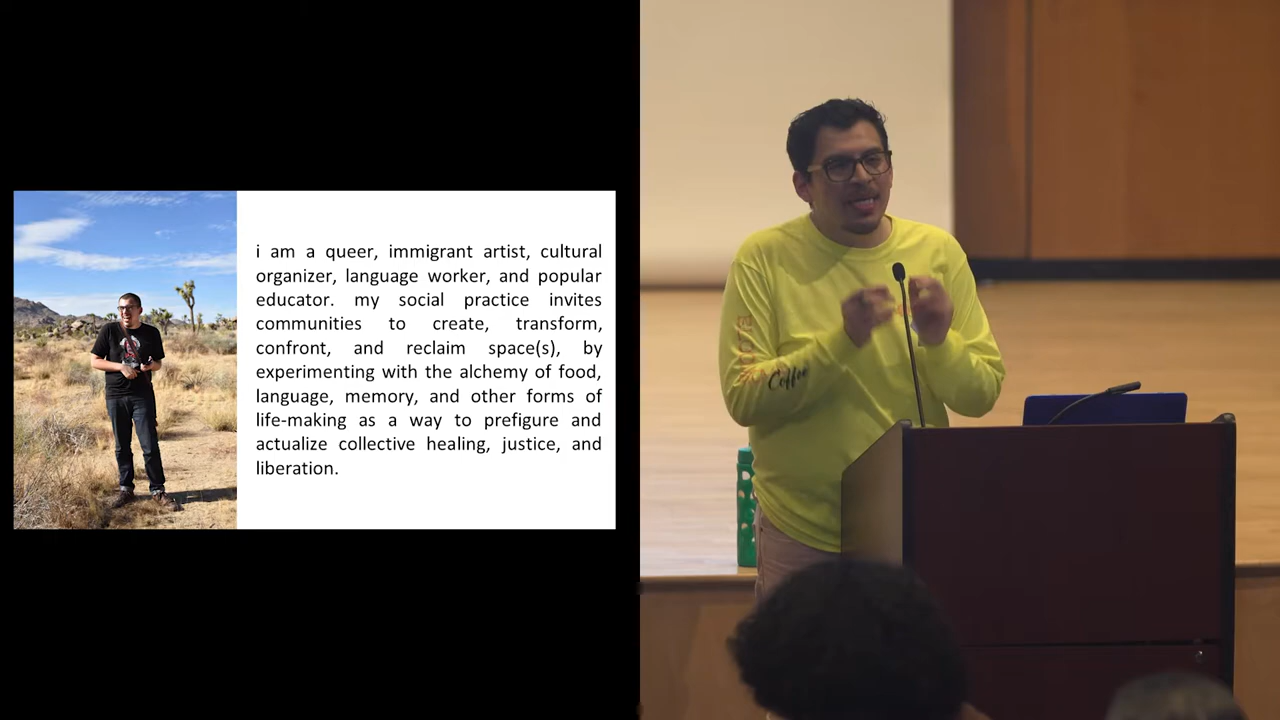 i am a queer, immigrant artist, cultural
organizer, language worker, and popular
educator. my social practice invites
communities to create, transform,
confront, and reclaim space(s), by
experimenting with the alchemy of food,
language, memory, and other forms of
life-making as a way to prefigure and
actualize collective healing, justice, and
liberation.
Coffee